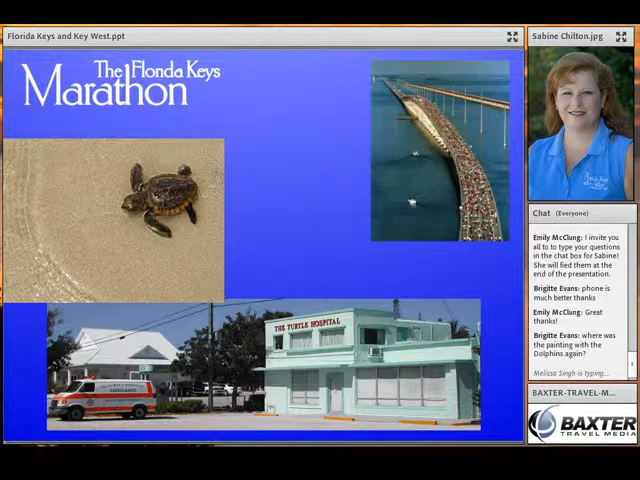 Florida Keys and Key West.ppt
Sabine Chilton.jpg
The Florida Keys
Marathon
THE TURTLE HOSPITAL
AMBULANCE
Chat (Everyone)
Emily McClung: I invite you
all to to type your questions
in the chat box for Sabine!
She will fied them at the
end of the presentation.
Brigitte Evans: phone is
much better thanks
Emily McClung: Great
thanks!
Brigitte Evans: where was
the painting with the
Dolphins again?
Melissa Singh is typing...
BAXTER-TRAVEL-M...
BAXTER
TRAVEL MEDIA